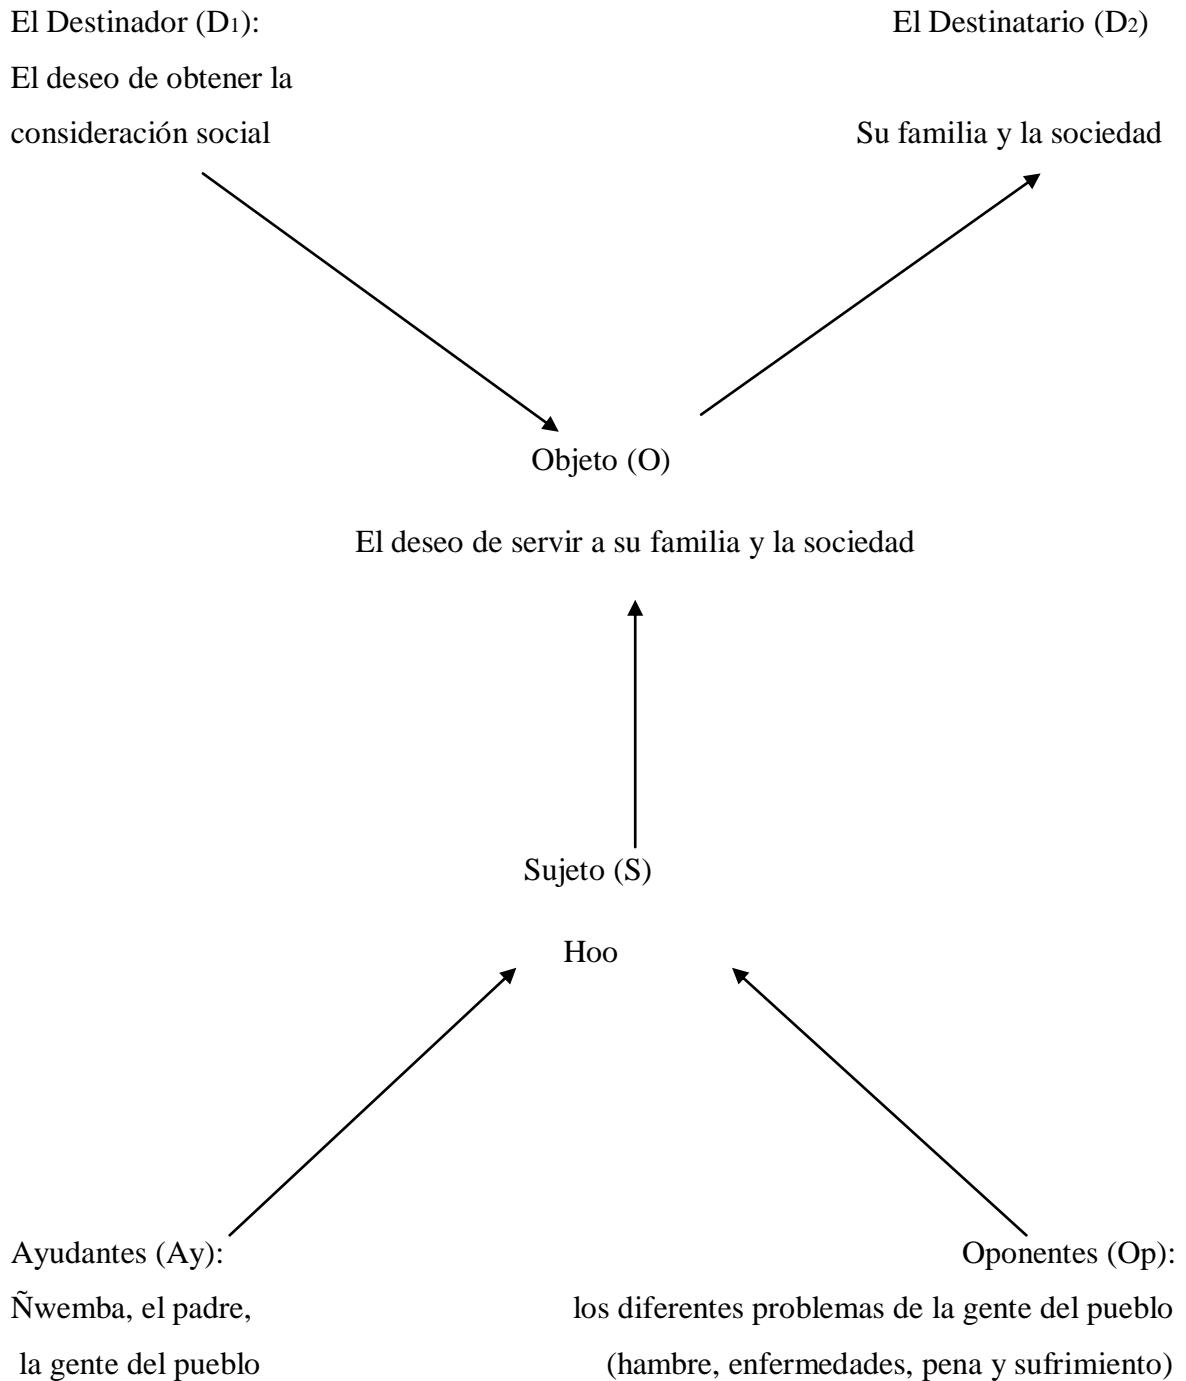 El Destinador (D1):
El Destinatario (D2)
El deseo de obtener la
consideración social
Su familia y la sociedad
Objeto (O)
El deseo de servir a su familia y la sociedad
Sujeto (S)
Hoo
Ayudantes (Ay):
Oponentes (Op):
Ñwemba, el padre,
los diferentes problemas de la gente del pueblo
la gente del pueblo
(hambre, enfermedades, pena y sufrimiento)